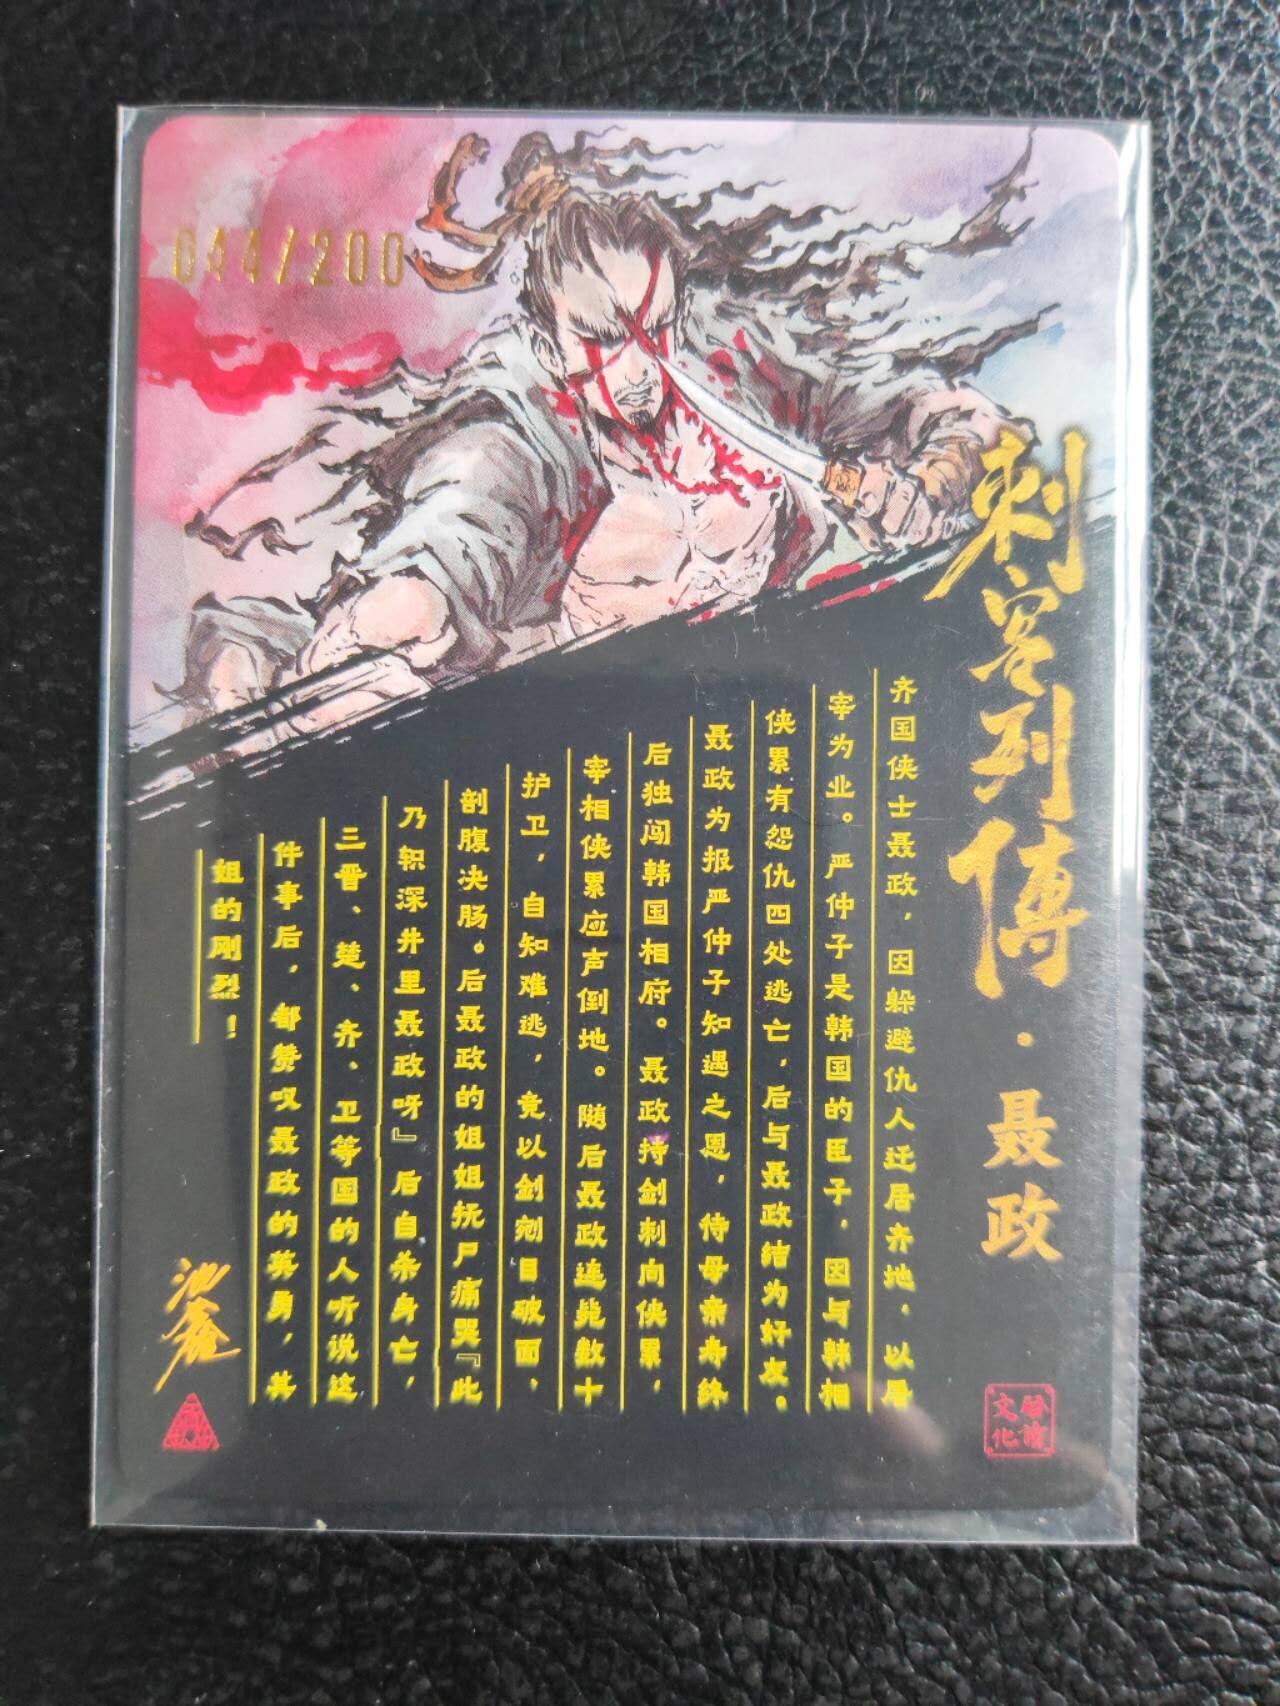 044/200
刺客列傳·聂政
齐国侠士聂政，因躲避仇人迁居齐地，以屠
宰为业。严仲子是韩国的臣子，因与韩相
侠累有怨仇四处逃亡，后与聂政结为好友。
聂政为报严仲子知遇之恩，待母亲寿终
后独闯韩国相府。聂政持剑刺向侠累，
宰相侠累应声倒地。随后聂政连毙数十
护卫，自知难逃，竟以剑剜目破面，
剖腹决肠。后聂政的姐姐抚尸痛哭『此
乃轵深井里聂政呀』后自杀身亡，
三晋、楚、齐、卫等国的人听说这
件事后，都赞叹聂政的英勇，其
姐的刚烈！
文化